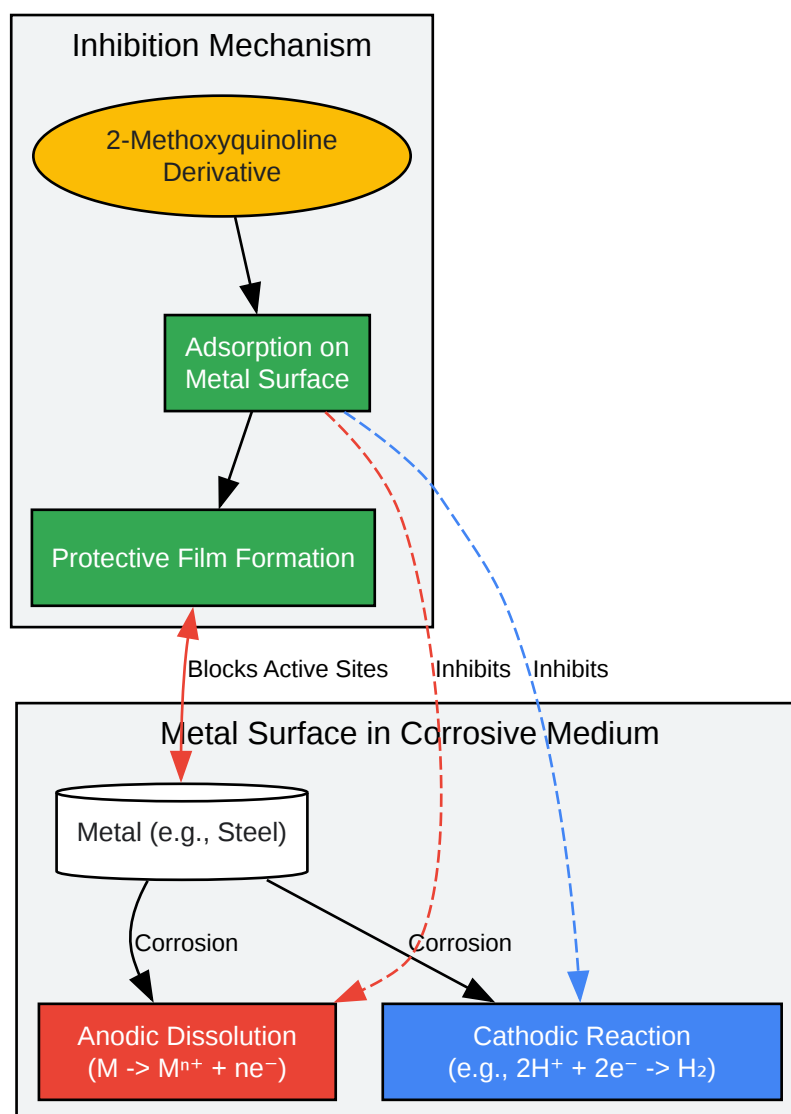 Inhibition Mechanism
2-Methoxyquinoline
Derivative
Adsorption on
Metal Surface
Protective Film Formation
Blocks Active Sites
Inhibits
Inhibits
Metal Surface in Corrosive Medium
Metal (e.g., Steel)
Corrosion
Corrosion
Anodic Dissolution
(M -> Mⁿ⁺ + ne⁻)
Cathodic Reaction
(e.g., 2H⁺ + 2e⁻ -> H₂)